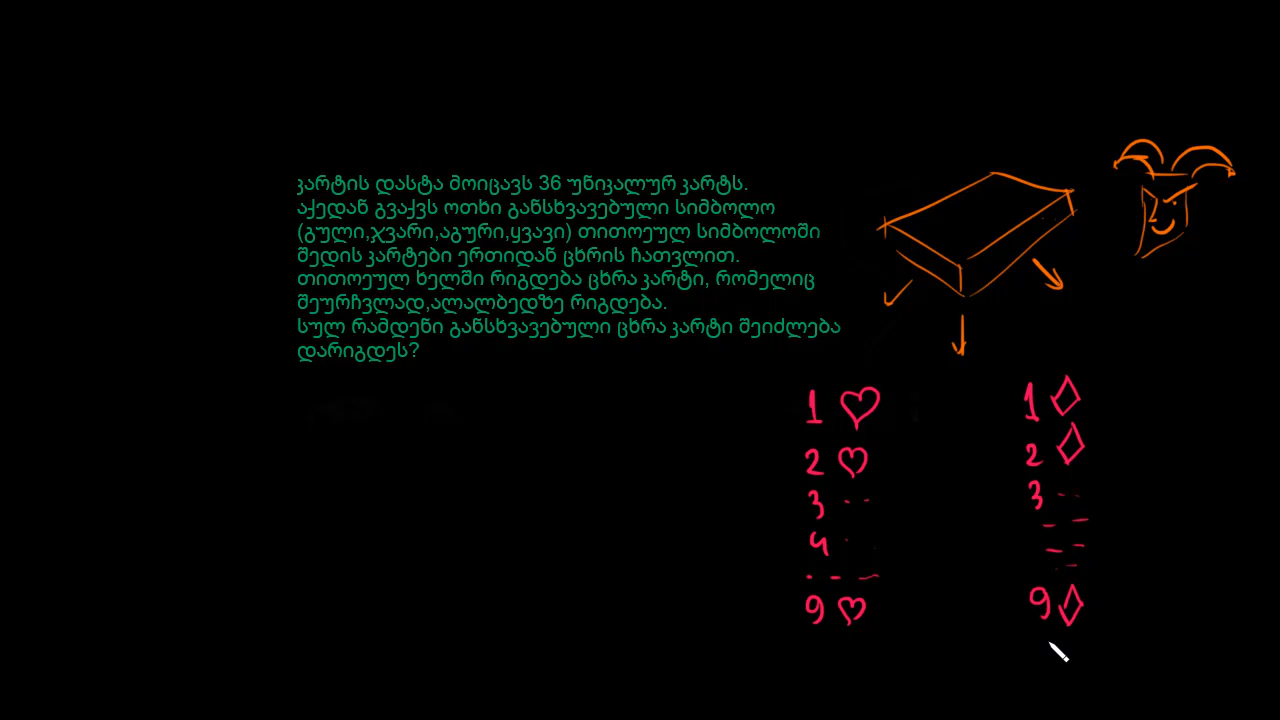 კარტის დასტა მოიცავს 36 უნიკალურ კარტს.
აქედან გვაქვს ოთხი განსხვავებული სიმბოლო
(გული,ჯვარი,აგური,ყვავი) თითოეულ სიმბოლოში
შედის კარტები ერთიდან ცხრის ჩათვლით.
თითოეულ ხელში რიგდება ცხრა კარტი, რომელიც
შეურჩვლად,ალალბედზე რიგდება.
სულ რამდენი განსხვავებული ცხრა კარტი შეიძლება
დარიგდეს?
1 1
2 2
3 3
4
9 9